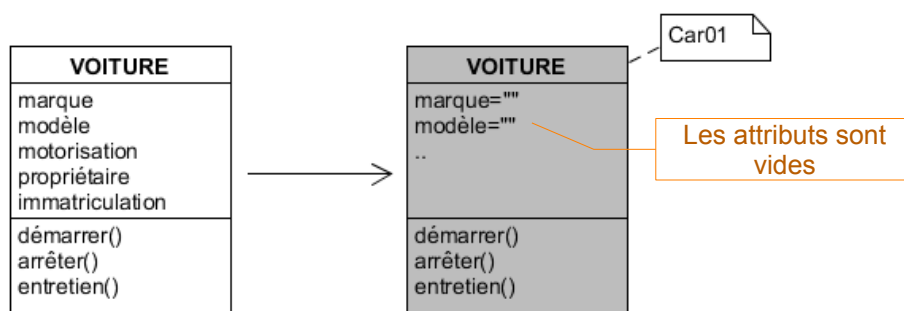 VOITURE
marque
modèle
motorisation
propriétaire
immatriculation
démarrer()
arrêter()
entretien()
VOITURE
marque=""
modèle=""
..
démarrer()
arrêter()
entretien()
Car01
Les attributs sont
vides